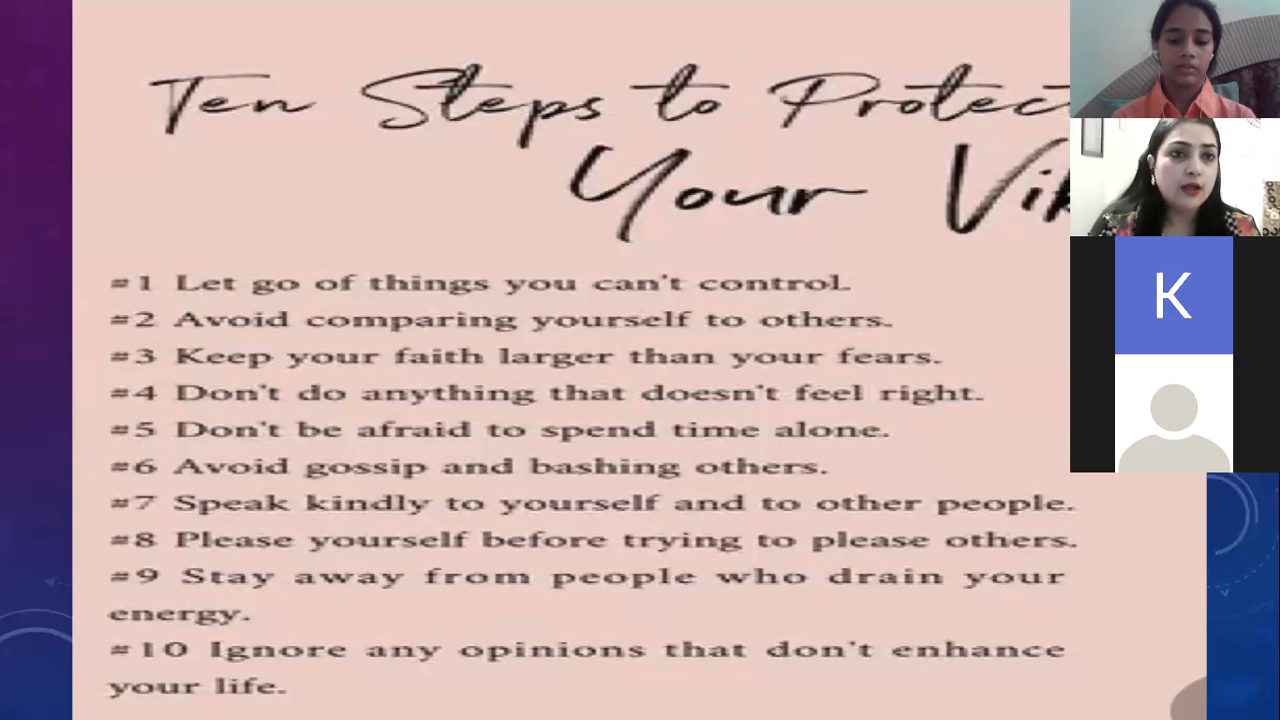 Ten Steps to Protec
Your Vi
#1 Let go of things you can't control.
#2 Avoid comparing yourself to others.
#3 Keep your faith larger than your fears.
#4 Don't do anything that doesn't feel right.
#5 Don't be afraid to spend time alone.
#6 Avoid gossip and bashing others.
#7 Speak kindly to yourself and to other people.
#8 Please yourself before trying to please others.
#9 Stay away from people who drain your
energy.
#10 Ignore any opinions that don't enhance
your life.
K